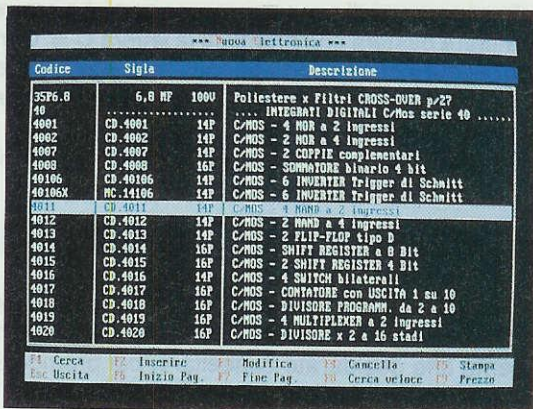 *** Nuova Elettronica ***
Codice Sigla Descrizione
35P6.8 6,8 MF 100V Poliestere x Filtri CROSS-OVER p/27
40 .................. .... INTEGRATI DIGITALI C/Mos serie 40 ......
4001 CD.4001 14P C/MOS - 4 NOR a 2 ingressi
4002 CD.4002 14P C/MOS - 2 NOR a 4 ingressi
4007 CD.4007 14P C/MOS - 2 COPPIE complementari
4008 CD.4008 16P C/MOS - SOMMATORE binario 4 bit
40106 CD.40106 14P C/MOS - 6 INVERTER Trigger di Schmitt
40106X MC.14106 14P C/MOS - 6 INVERTER Trigger di Schmitt
4011 CD.4011 14P C/MOS - 4 NAND a 2 ingressi
4012 CD.4012 14P C/MOS - 2 NAND a 4 ingressi
4013 CD.4013 14P C/MOS - 2 FLIP-FLOP tipo D
4014 CD.4014 16P C/MOS - SHIFT REGISTER a 8 Bit
4015 CD.4015 16P C/MOS - 2 SHIFT REGISTER 4 Bit
4016 CD.4016 14P C/MOS - 4 SWITCH bilaterali
4017 CD.4017 16P C/MOS - CONTATORE con USCITA 1 su 10
4018 CD.4018 16P C/MOS - DIVISORE PROGRAMM. da 2 a 10
4019 CD.4019 16P C/MOS - 4 MULTIPLEXER a 2 ingressi
4020 CD.4020 16P C/MOS - DIVISORE x 2 a 16 stadi
F1 Cerca F2 Inserire F3 Modifica F4 Cancella F5 Stampa
Esc Uscita F6 Inizio Pag. F7 Fine Pag. F8 Cerca veloce F9 Prezzo